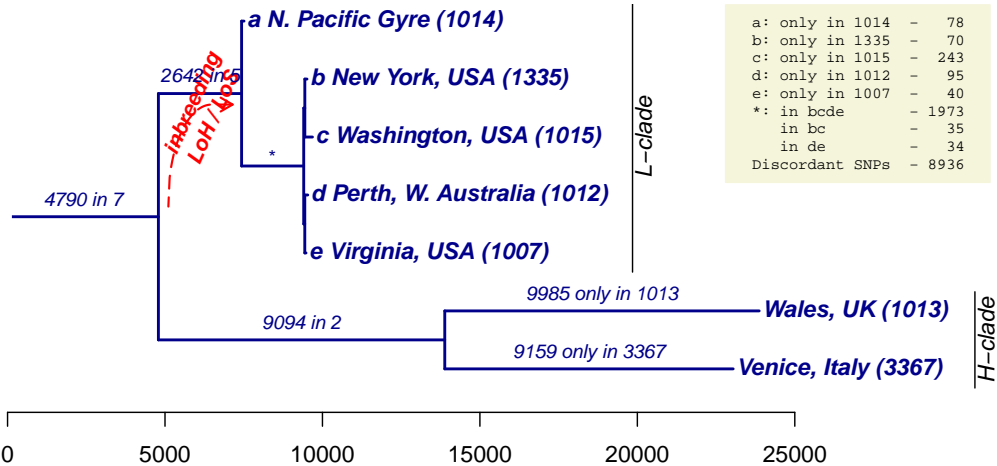 a N. Pacific Gyre (1014)
2642 in 5
inbreeding
LoH / LoS
b New York, USA (1335)
c Washington, USA (1015)
*
d Perth, W. Australia (1012)
4790 in 7
e Virginia, USA (1007)
L−clade
9985 only in 1013
Wales, UK (1013)
9094 in 2
9159 only in 3367
Venice, Italy (3367)
H−clade
a: only in 1014 - 78
b: only in 1335 - 70
c: only in 1015 - 243
d: only in 1012 - 95
e: only in 1007 - 40
*: in bcde - 1973
in bc - 35
in de - 34
Discordant SNPs - 8936
0 5000 10000 15000 20000 25000